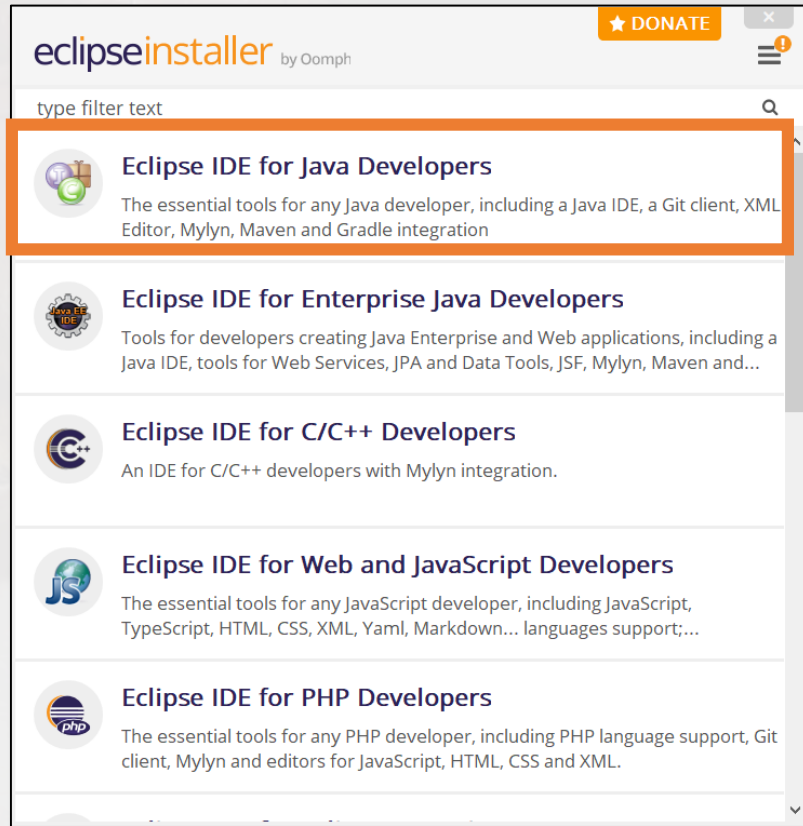 ★ DONATE
eclipseinstaller by Oomph
type filter text
Eclipse IDE for Java Developers
The essential tools for any Java developer, including a Java IDE, a Git client, XML
Editor, Mylyn, Maven and Gradle integration
Java EE
IDE
Eclipse IDE for Enterprise Java Developers
Tools for developers creating Java Enterprise and Web applications, including a
Java IDE, tools for Web Services, JPA and Data Tools, JSF, Mylyn, Maven and...
C++
Eclipse IDE for C/C++ Developers
An IDE for C/C++ developers with Mylyn integration.
JS
Eclipse IDE for Web and JavaScript Developers
The essential tools for any JavaScript developer, including JavaScript,
TypeScript, HTML, CSS, XML, Yaml, Markdown... languages support;...
php
Eclipse IDE for PHP Developers
The essential tools for any PHP developer, including PHP language support, Git
client, Mylyn and editors for JavaScript, HTML, CSS and XML.